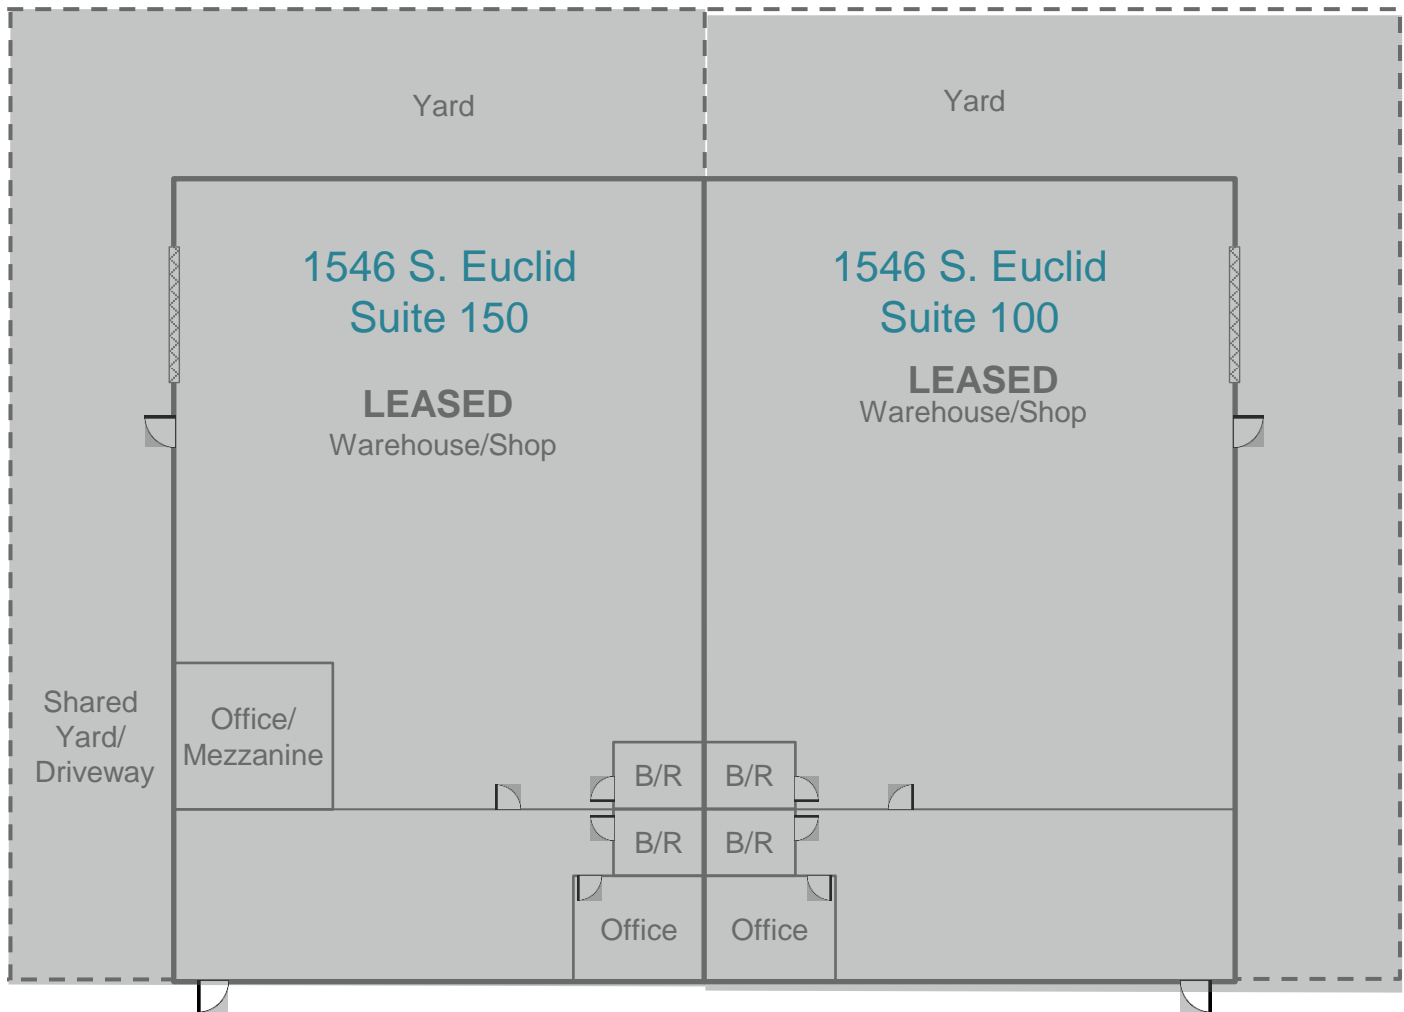 Yard
Yard
1546 S. Euclid
Suite 150
LEASED
Warehouse/Shop
1546 S. Euclid
Suite 100
LEASED
Warehouse/Shop
Shared
Yard/
Driveway
Office/
Mezzanine
B/R
B/R
B/R
B/R
Office
Office